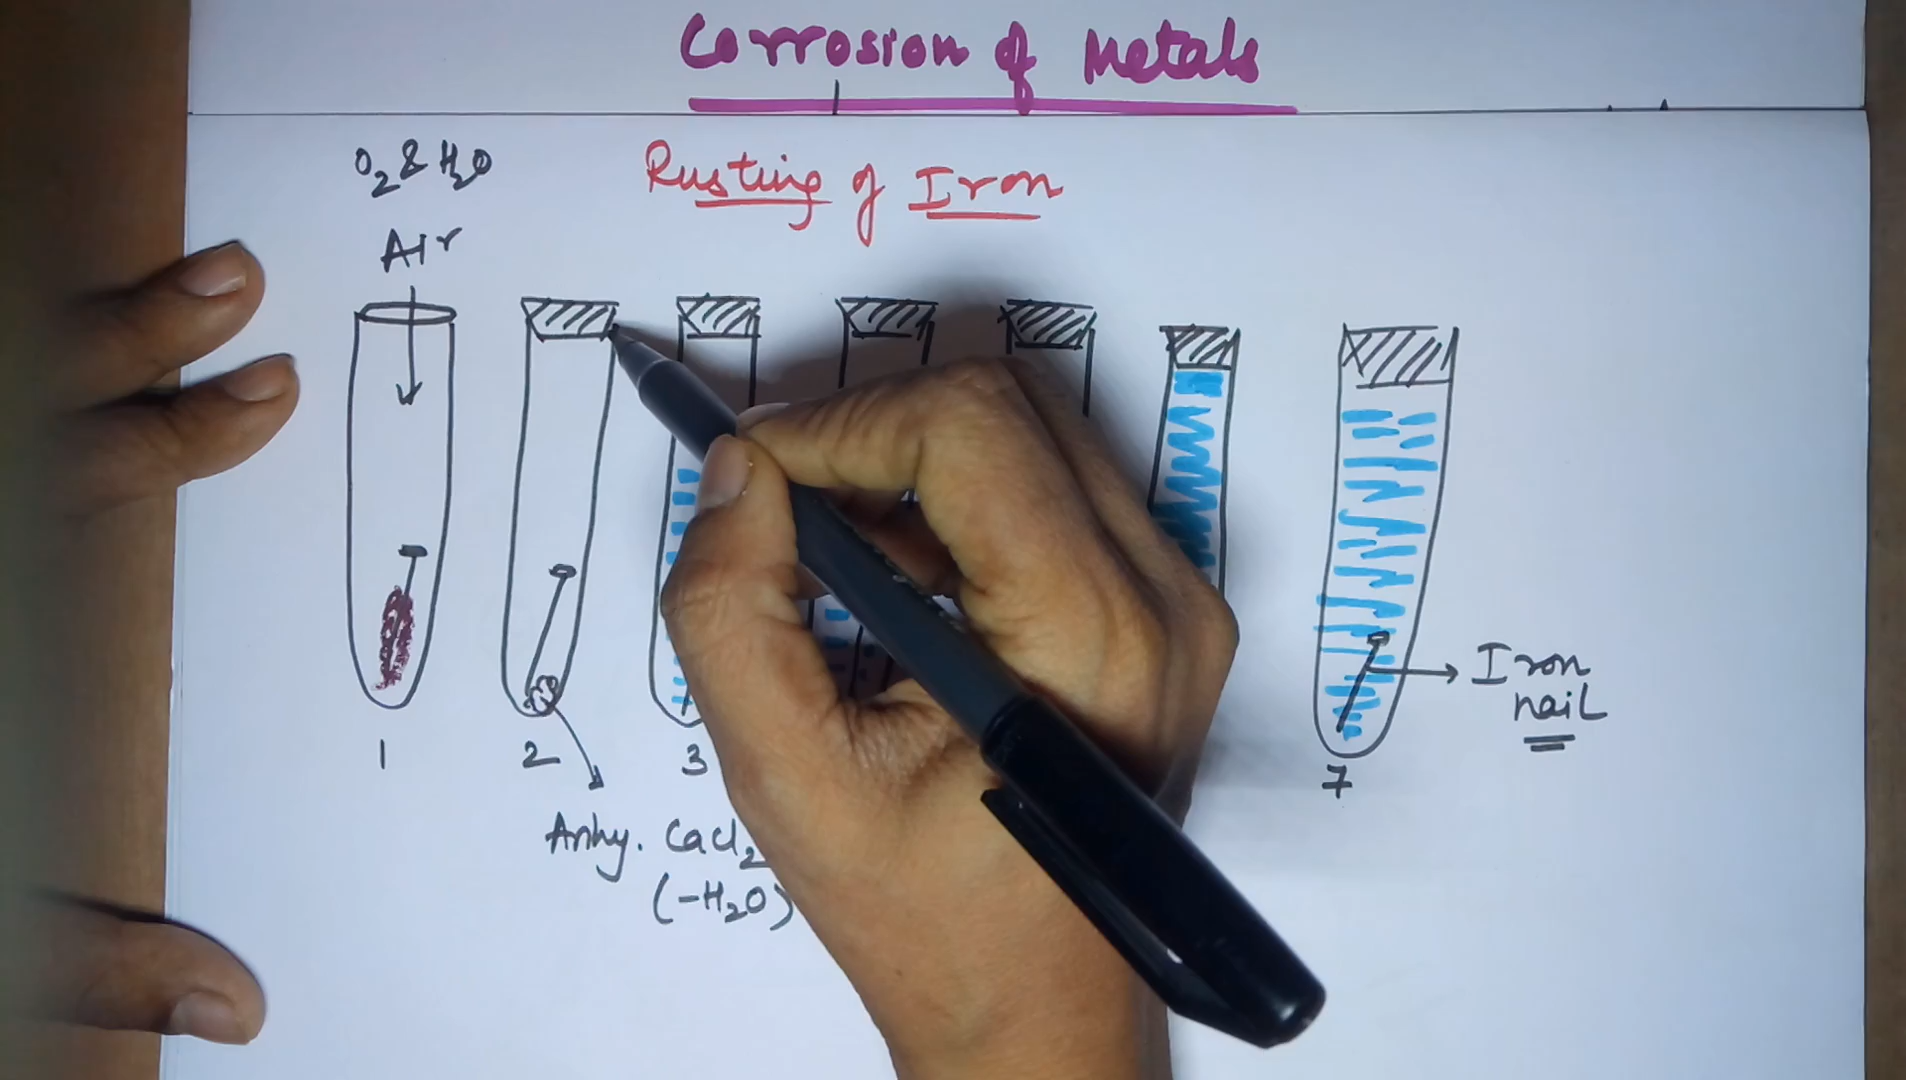 Corrosion of Metals
O₂ & H₂O
Rusting of Iron
Air
Iron
nail
1
2
3
7
Anhy. CaCl₂
(-H₂O)